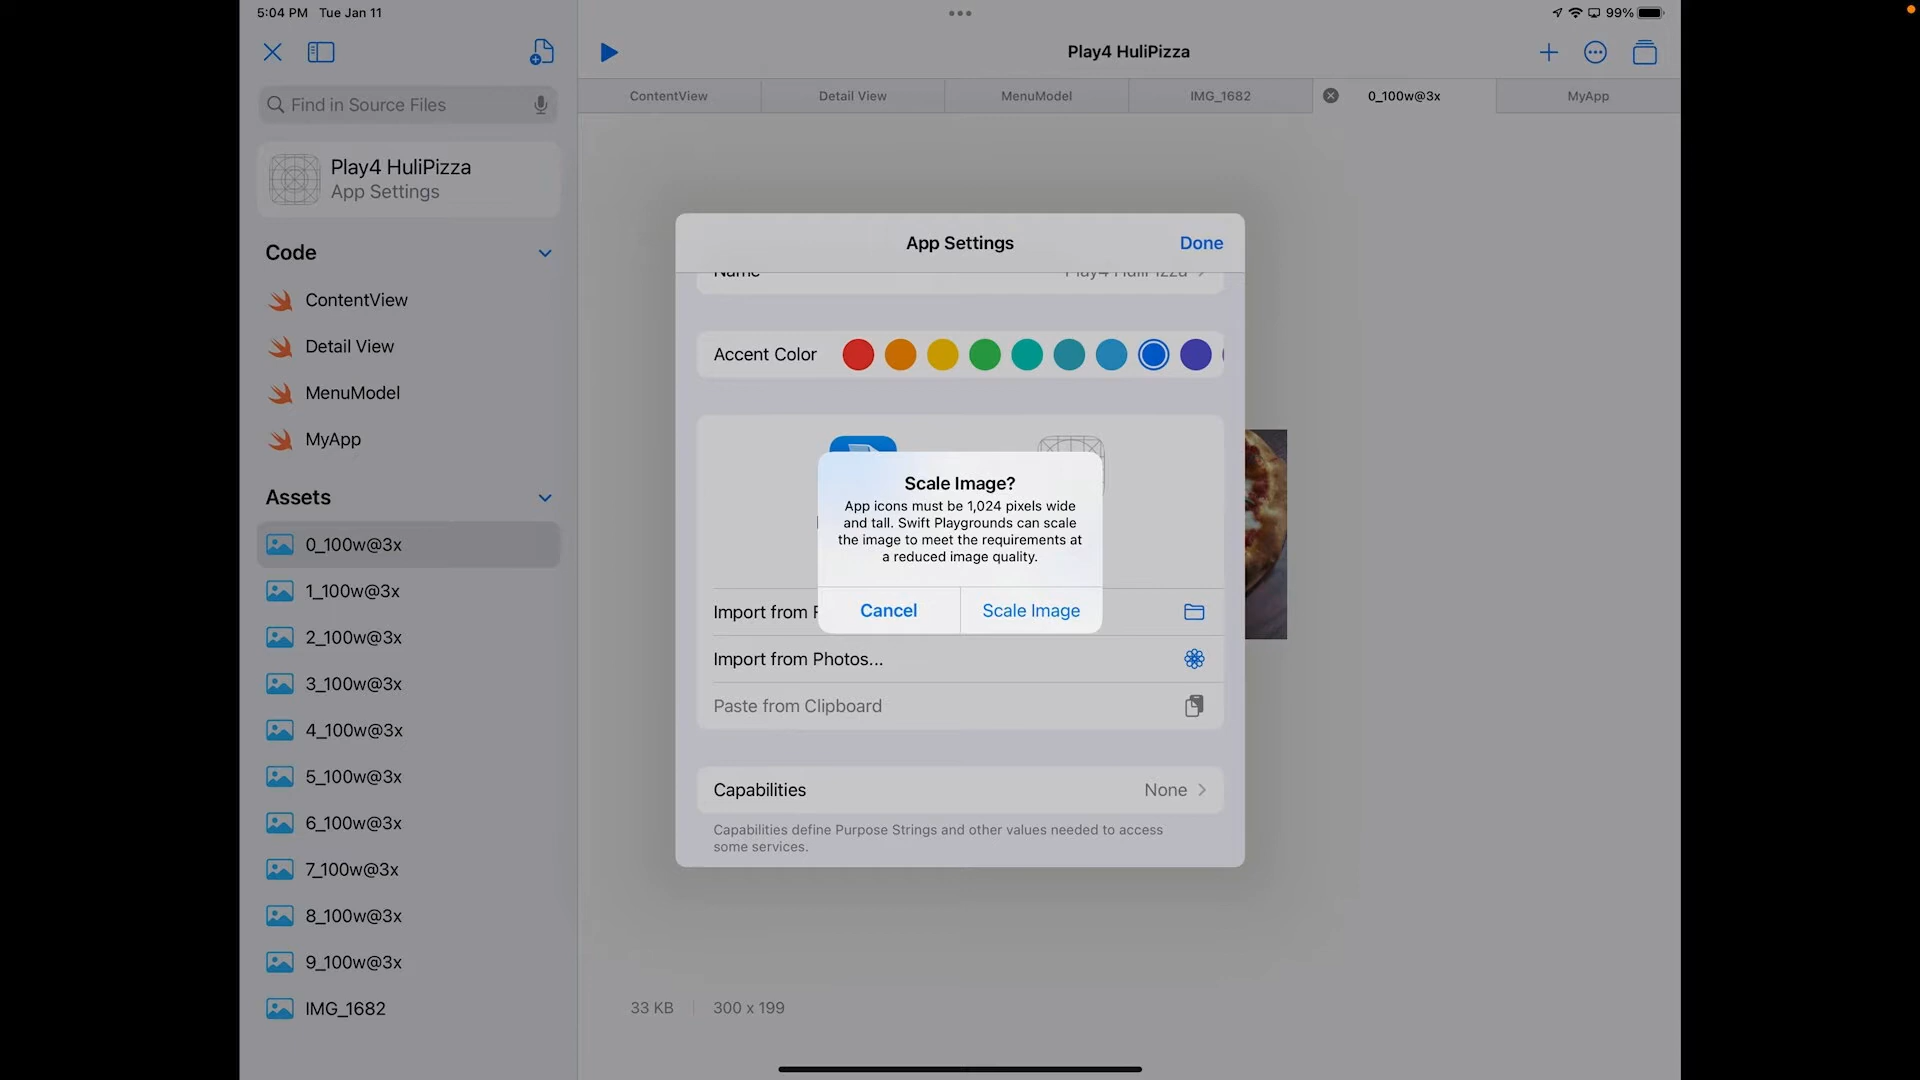 5:04 PM Tue Jan 11
99%
Play4 HuliPizza
Find in Source Files
ContentView
Detail View
MenuModel
IMG_1682
0_100w@3x
MyApp
Play4 HuliPizza
App Settings
Code
ContentView
Detail View
MenuModel
MyApp
Assets
0_100w@3x
1_100w@3x
2_100w@3x
3_100w@3x
4_100w@3x
5_100w@3x
6_100w@3x
7_100w@3x
8_100w@3x
9_100w@3x
IMG_1682
App Settings
Done
Name Play4 HuliPizza
Accent Color
Scale Image?
App icons must be 1,024 pixels wide
and tall. Swift Playgrounds can scale
the image to meet the requirements at
a reduced image quality.
Cancel
Scale Image
Import from
Import from Photos...
Paste from Clipboard
Capabilities
None
Capabilities define Purpose Strings and other values needed to access
some services.
33 KB
300 x 199